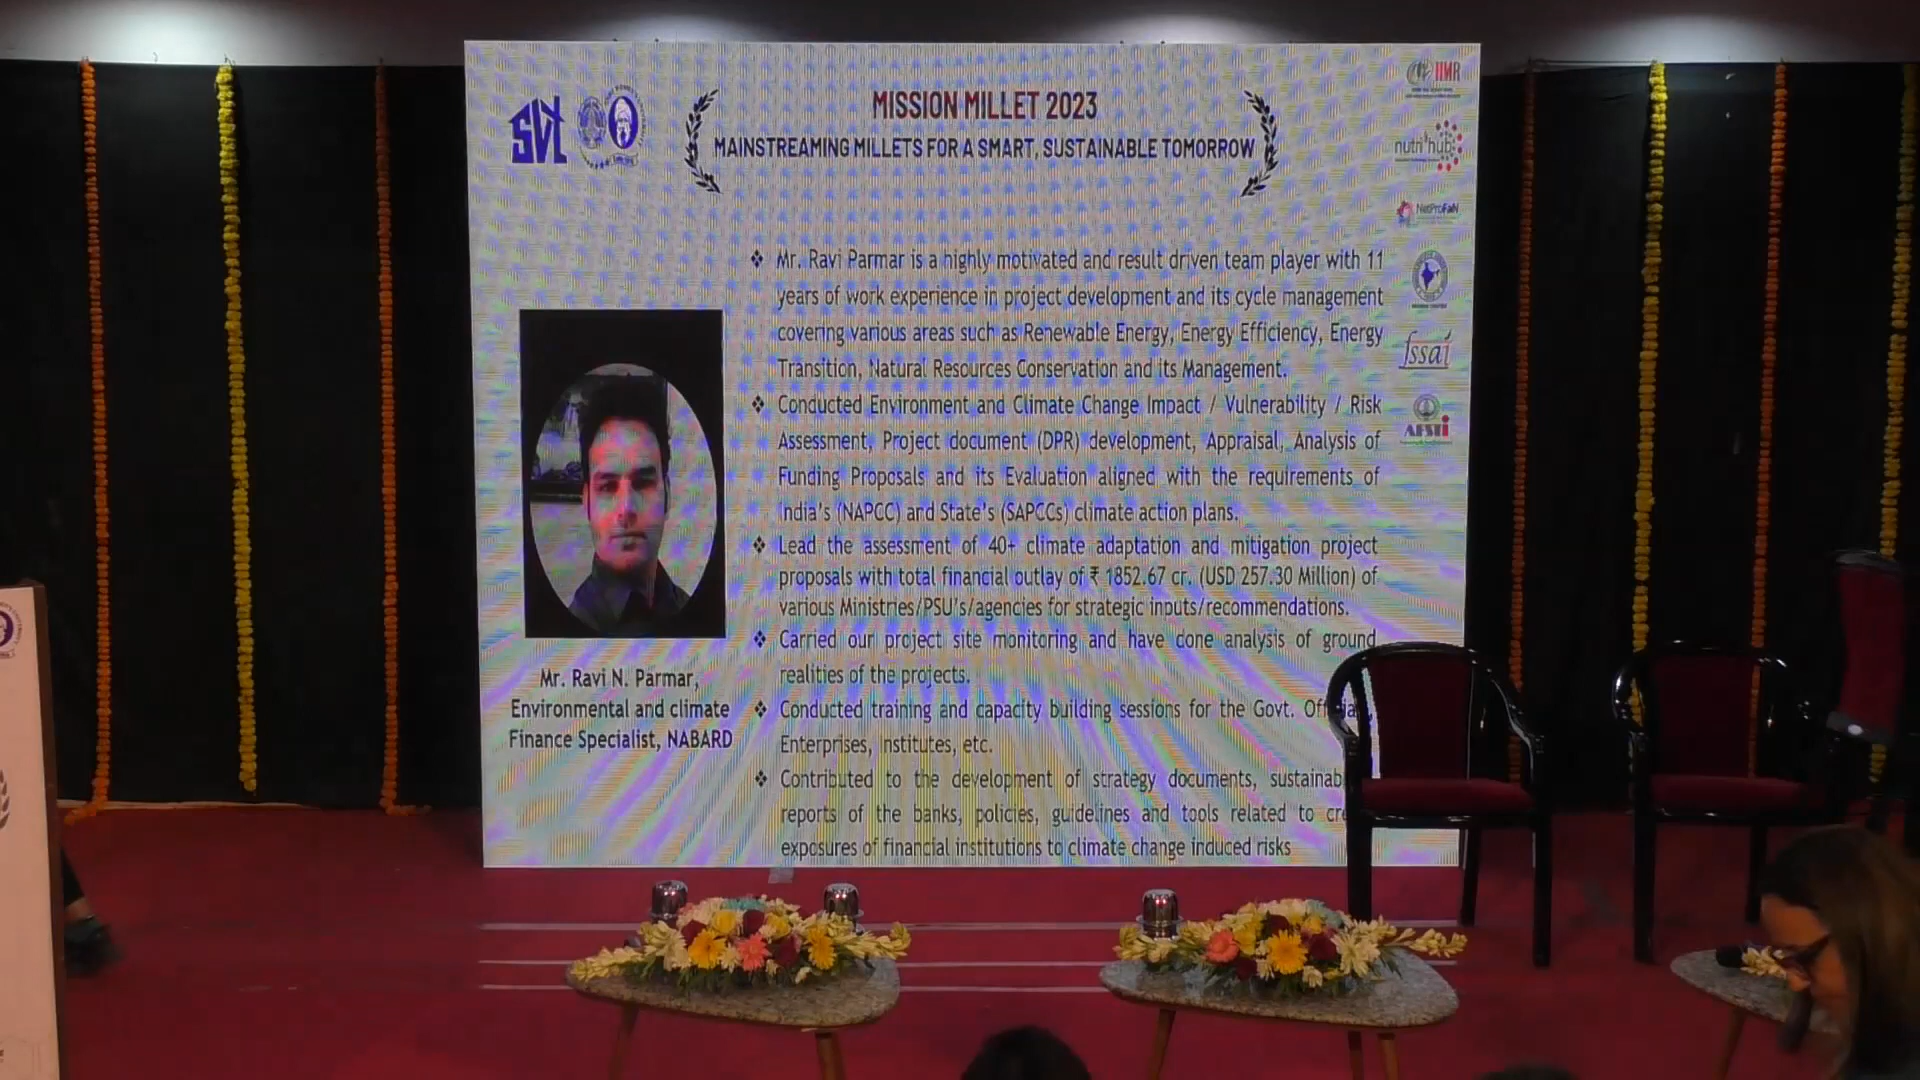 MISSION MILLET 2023
MAINSTREAMING MILLETS FOR A SMART, SUSTAINABLE TOMORROW
SVT
IIMR
nutri hub
NetProFaN
fssai
AFSTI
❖ Mr. Ravi Parmar is a highly motivated and result driven team player with 11
years of work experience in project development and its cycle management
covering various areas such as Renewable Energy, Energy Efficiency, Energy
Transition, Natural Resources Conservation and its Management.
❖ Conducted Environment and Climate Change Impact / Vulnerability / Risk
Assessment, Project document (DPR) development, Appraisal, Analysis of
Funding Proposals and its Evaluation aligned with the requirements of
India's (NAPCC) and State's (SAPCCs) climate action plans.
❖ Lead the assessment of 40+ climate adaptation and mitigation project
proposals with total financial outlay of ₹ 1852.67 cr. (USD 257.30 Million) of
various Ministries/PSU's/agencies for strategic inputs/recommendations.
❖ Carried our project site monitoring and have done analysis of ground
realities of the projects.
❖ Conducted training and capacity building sessions for the Govt.
Enterprises, Institutes, etc.
❖ Contributed to the development of strategy documents,
reports of the banks, policies, guidelines and tools related to
exposures of financial institutions to climate change induced risks
Mr. Ravi N. Parmar,
Environmental and climate
Finance Specialist, NABARD